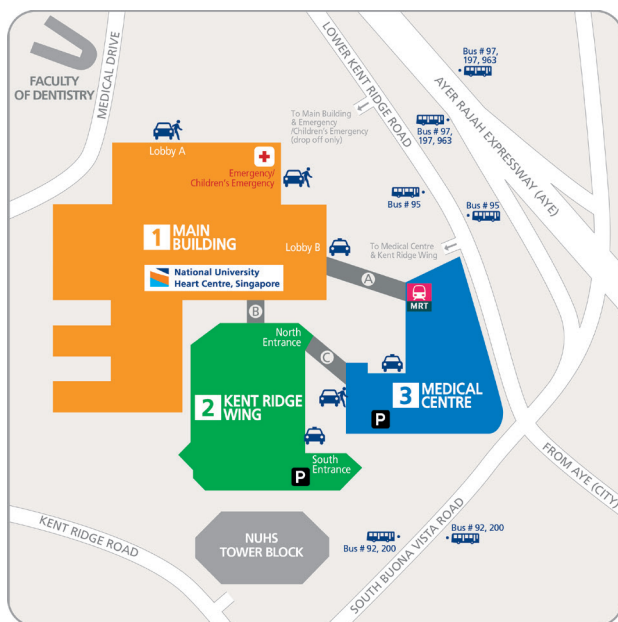 FACULTY
OF DENTISTRY
MEDICAL DRIVE
LOWER KENT RIDGE ROAD
Bus # 97,
197, 963
AYER RAJAH EXPRESSWAY (AYE)
To Main Building
& Emergency
/Children's Emergency
(drop off only)
Bus # 97,
197, 963
Lobby A
Emergency/
Children's Emergency
Bus # 95
Bus # 95
1 MAIN
BUILDING
Lobby B
To Medical Centre
& Kent Ridge Wing
National University
Heart Centre, Singapore
A
MRT
B
North
Entrance
C
2 KENT RIDGE
WING
3 MEDICAL
CENTRE
P
South
Entrance
P
FROM AYE (CITY)
KENT RIDGE ROAD
NUHS
TOWER BLOCK
SOUTH BUONA VISTA ROAD
Bus # 92, 200
Bus # 92, 200